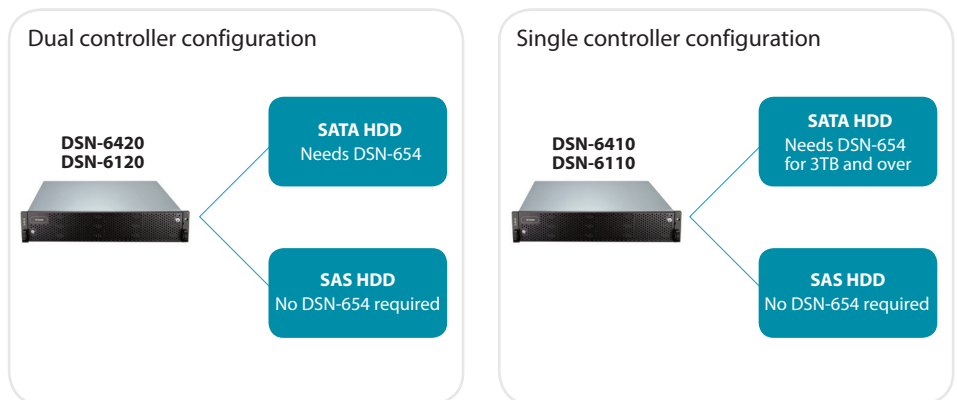 Dual controller configuration
DSN-6420
DSN-6120
SATA HDD
Needs DSN-654
SAS HDD
No DSN-654 required
Single controller configuration
DSN-6410
DSN-6110
SATA HDD
Needs DSN-654
for 3TB and over
SAS HDD
No DSN-654 required